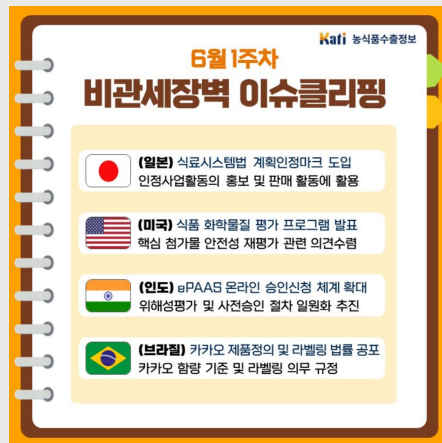 Kati 농식품수출정보
6월 1주차
비관세장벽 이슈클리핑
(일본) 식료시스템법 계획인정마크 도입
인정사업활동의 홍보 및 판매 활동에 활용
(미국) 식품 화학물질 평가 프로그램 발표
핵심 첨가물 안전성 재평가 관련 의견수렴
(인도) ePAAS 온라인 승인신청 체계 확대
위해성평가 및 사전승인 절차 일원화 추진
(브라질) 카카오 제품정의 및 라벨링 법률 공포
카카오 함량 기준 및 라벨링 의무 규정